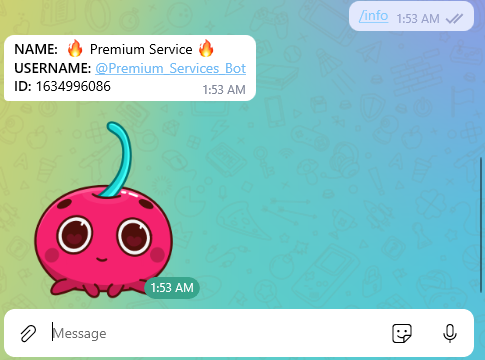 /info 1:53 AM
NAME: 🔥 Premium Service 🔥
USERNAME: @Premium_Services_Bot
ID: 1634996086 1:53 AM
1:53 AM
Message